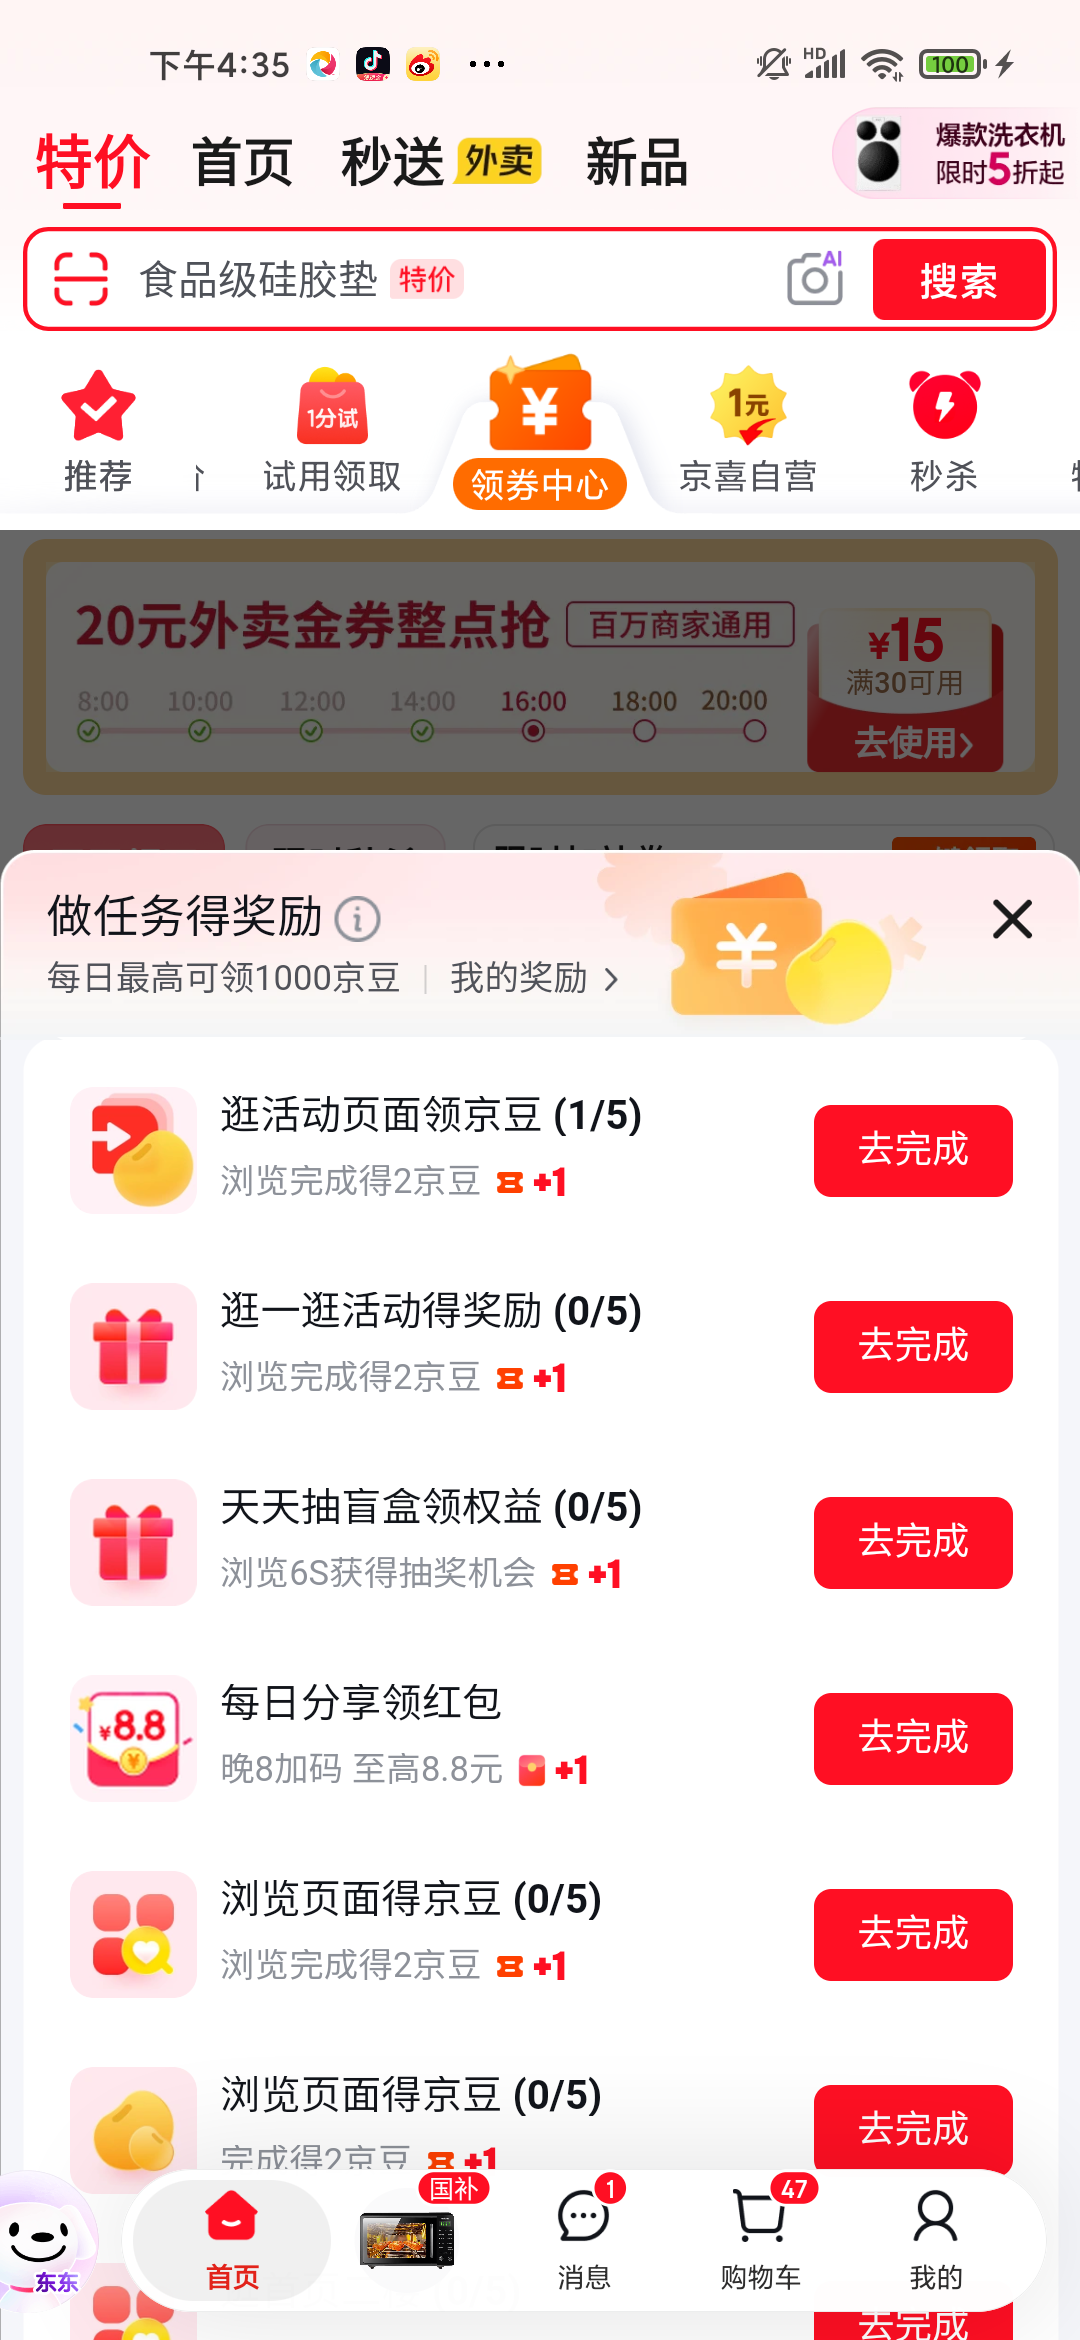 下午4:35
HD
100
特价 首页 秒送 外卖 新品
爆款洗衣机
限时5折起
食品级硅胶垫 特价
AI
搜索
1分试
¥
1元
推荐 试用领取 领券中心 京喜自营 秒杀
20元外卖金券整点抢 百万商家通用
8:00 10:00 12:00 14:00 16:00 18:00 20:00
¥15
满30可用
去使用
做任务得奖励
每日最高可领1000京豆 | 我的奖励
¥
逛活动页面领京豆 (1/5)
浏览完成得2京豆 +1
去完成
逛一逛活动得奖励 (0/5)
浏览完成得2京豆 +1
去完成
天天抽盲盒领权益 (0/5)
浏览6S获得抽奖机会 +1
去完成
¥8.8
每日分享领红包
晚8加码 至高8.8元 +1
去完成
浏览页面得京豆 (0/5)
浏览完成得2京豆 +1
去完成
浏览页面得京豆 (0/5)
完成得2京豆 +1
去完成
东东
首页
国补
1
消息
47
购物车
我的
去完成